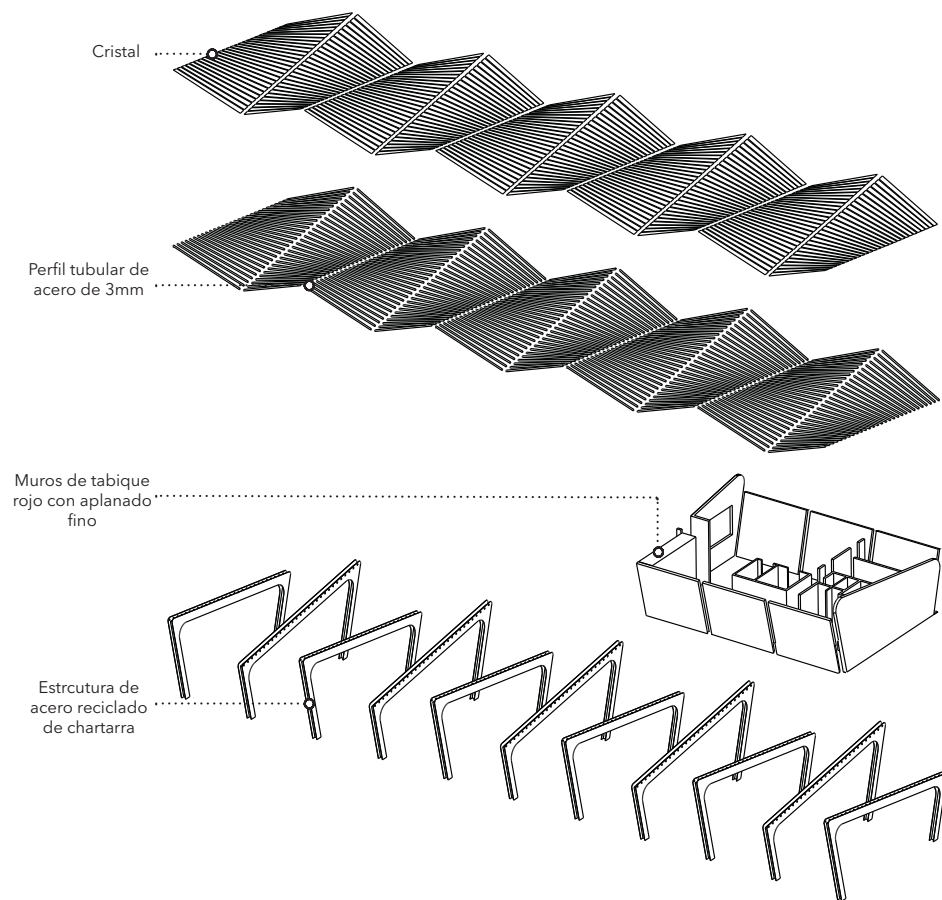 Cristal
Perfil tubular de
acero de 3mm
Muros de tabique
rojo con aplanado
fino
Estrcutura de
acero reciclado
de chartarra